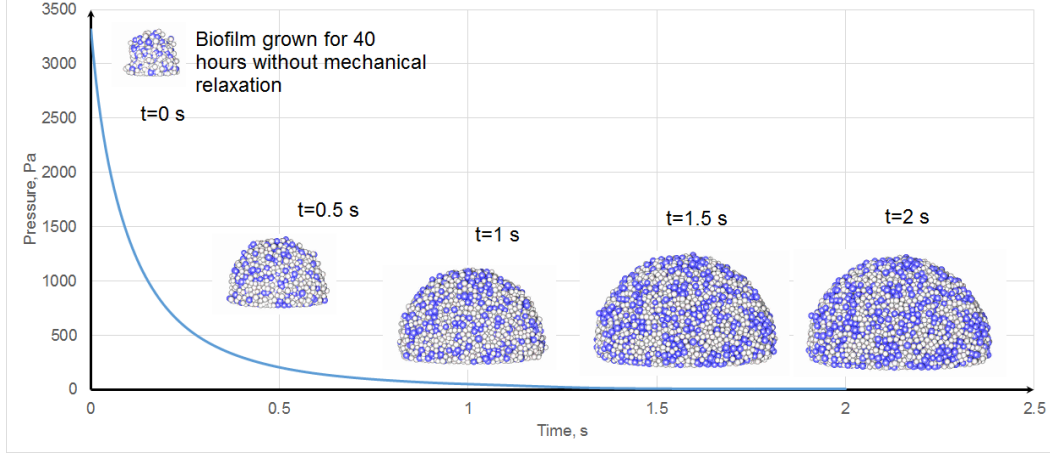 3500
3000
2500
2000
1500
1000
500
0
Pressure, Pa
Biofilm grown for 40
hours without mechanical
relaxation
t=0 s
t=0.5 s
t=1 s
t=1.5 s
t=2 s
0
0.5
1
1.5
2
2.5
Time, s